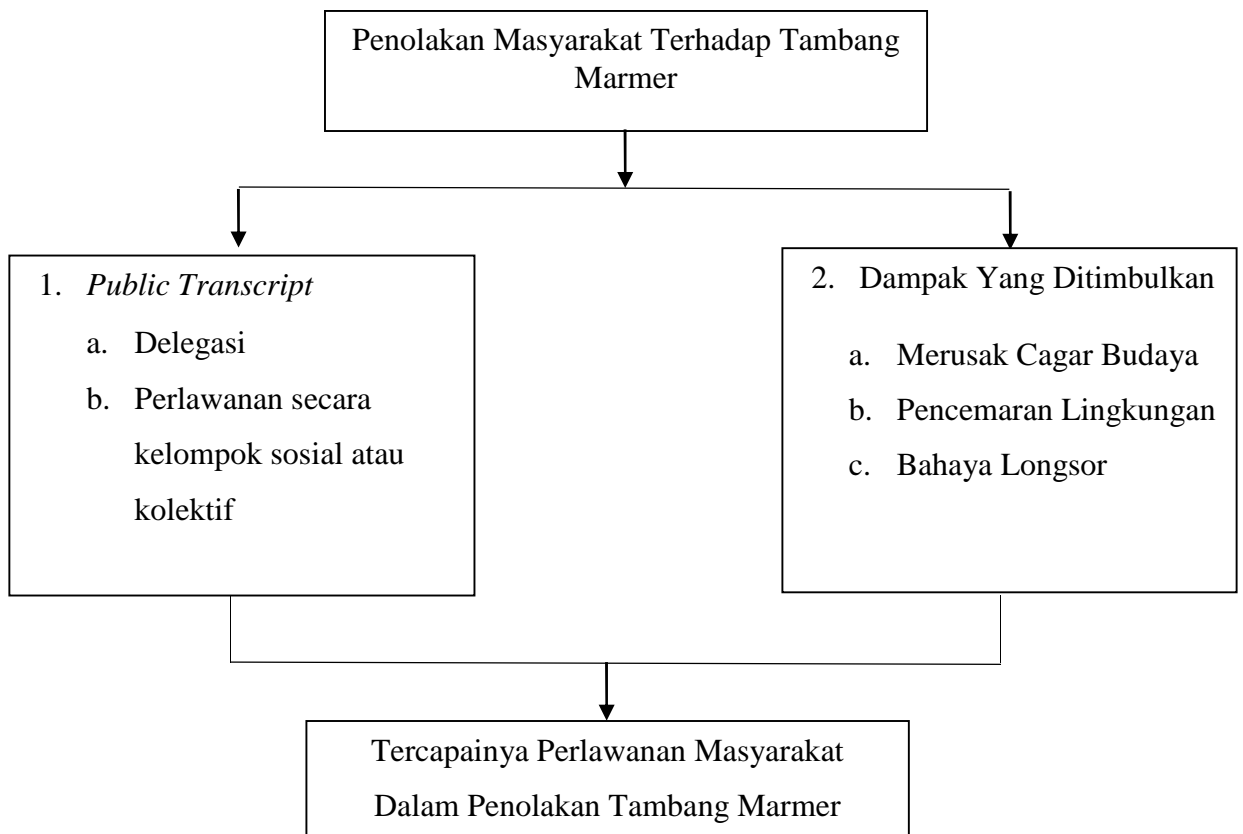 Penolakan Masyarakat Terhadap Tambang
Marmer
1. Public Transcript
a. Delegasi
b. Perlawanan secara
kelompok sosial atau
kolektif
2. Dampak Yang Ditimbulkan
a. Merusak Cagar Budaya
b. Pencemaran Lingkungan
c. Bahaya Longsor
Tercapainya Perlawanan Masyarakat
Dalam Penolakan Tambang Marmer